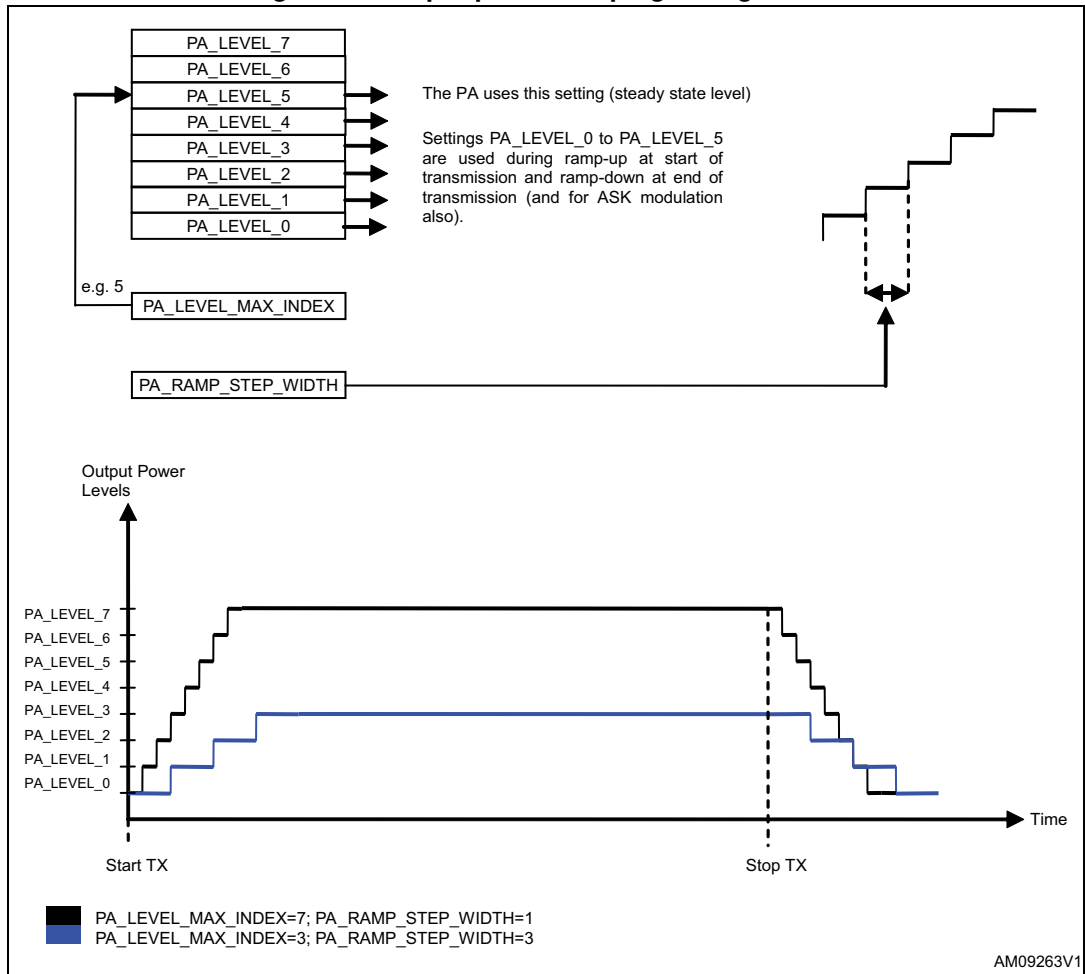 PA_LEVEL_7
PA_LEVEL_6
PA_LEVEL_5
PA_LEVEL_4
PA_LEVEL_3
PA_LEVEL_2
PA_LEVEL_1
PA_LEVEL_0
The PA uses this setting (steady state level)
Settings PA_LEVEL_0 to PA_LEVEL_5
are used during ramp-up at start of
transmission and ramp-down at end of
transmission (and for ASK modulation
also).
e.g. 5
PA_LEVEL_MAX_INDEX
PA_RAMP_STEP_WIDTH
Output Power
Levels
PA_LEVEL_7
PA_LEVEL_6
PA_LEVEL_5
PA_LEVEL_4
PA_LEVEL_3
PA_LEVEL_2
PA_LEVEL_1
PA_LEVEL_0
Time
Start TX
Stop TX
PA_LEVEL_MAX_INDEX=7; PA_RAMP_STEP_WIDTH=1
PA_LEVEL_MAX_INDEX=3; PA_RAMP_STEP_WIDTH=3
AM09263V1